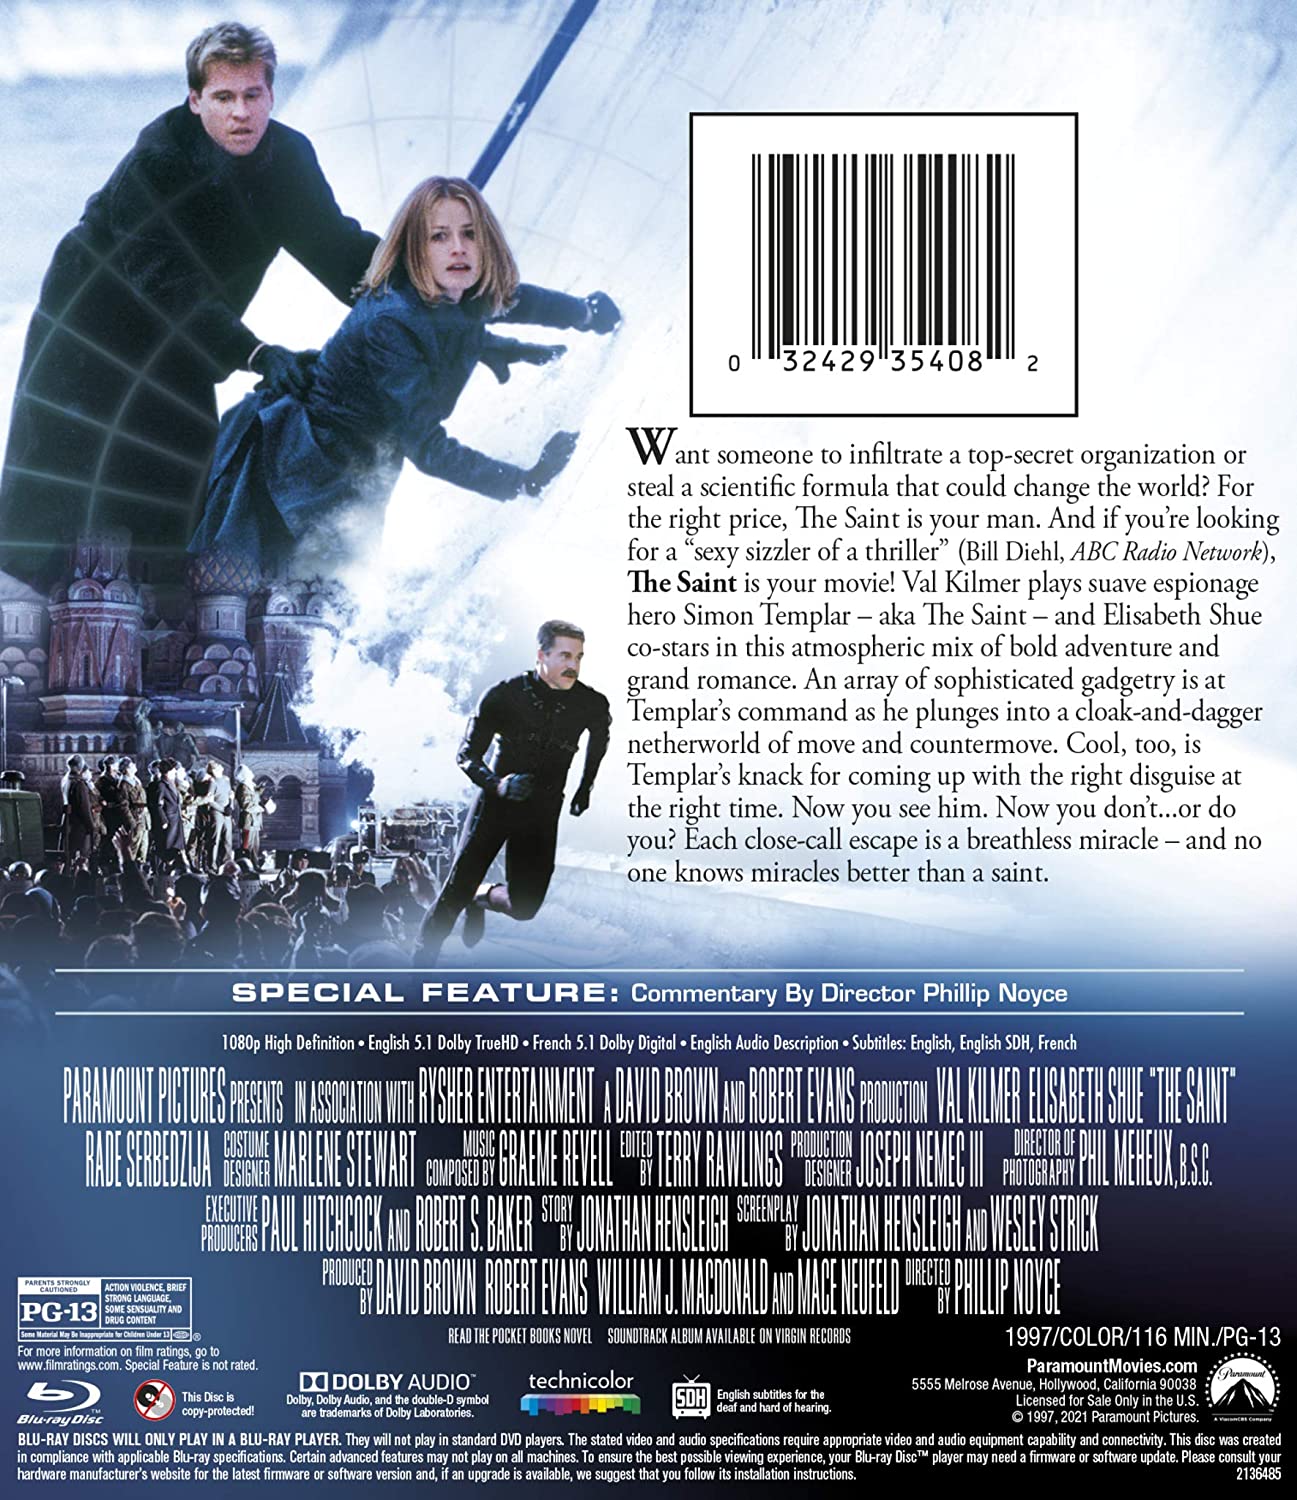 0 32429 35408 2
Want someone to infiltrate a top-secret organization or
steal a scientific formula that could change the world? For
the right price, The Saint is your man. And if you're looking
for a “sexy sizzler of a thriller” (Bill Diehl, ABC Radio Network),
The Saint is your movie! Val Kilmer plays suave espionage
hero Simon Templar – aka The Saint – and Elisabeth Shue
co-stars in this atmospheric mix of bold adventure and
grand romance. An array of sophisticated gadgetry is at
Templar's command as he plunges into a cloak-and-dagger
netherworld of move and countermove. Cool, too, is
Templar's knack for coming up with the right disguise at
the right time. Now you see him. Now you don't...or do
you? Each close-call escape is a breathless miracle – and no
one knows miracles better than a saint.
SPECIAL FEATURE: Commentary By Director Phillip Noyce
1080p High Definition • English 5.1 Dolby TrueHD • French 5.1 Dolby Digital • English Audio Description • Subtitles: English, English SDH, French
PARAMOUNT PICTURES PRESENTS IN ASSOCIATION WITH RYSHER ENTERTAINMENT A DAVID BROWN AND ROBERT EVANS PRODUCTION VAL KILMER ELISABETH SHUE "THE SAINT"
RADE SERBEDZIJA COSTUME DESIGNER MARLENE STEWART MUSIC COMPOSED BY GRAEME REVELL EDITED BY TERRY RAWLINGS PRODUCTION DESIGNER JOSEPH NEMEC III DIRECTOR OF PHOTOGRAPHY PHIL MEHEUX, B.S.C.
EXECUTIVE PRODUCERS PAUL HITCHCOCK AND ROBERT S. BAKER STORY BY JONATHAN HENSLEIGH SCREENPLAY BY JONATHAN HENSLEIGH AND WESLEY STRICK
PRODUCED BY DAVID BROWN ROBERT EVANS WILLIAM J. MACDONALD AND MACE NEUFELD DIRECTED BY PHILLIP NOYCE
READ THE POCKET BOOKS NOVEL SOUNDTRACK ALBUM AVAILABLE ON VIRGIN RECORDS
PARENTS STRONGLY CAUTIONED
PG-13
Some Material May Be Inappropriate for Children Under 13
ACTION VIOLENCE, BRIEF
STRONG LANGUAGE,
SOME SENSUALITY AND
DRUG CONTENT
®
For more information on film ratings, go to
www.filmratings.com. Special Feature is not rated.
1997/COLOR/116 MIN./PG-13
ParamountMovies.com
5555 Melrose Avenue, Hollywood, California 90038
Licensed for Sale Only in the U.S.
© 1997, 2021 Paramount Pictures.
Paramount
A ViacomCBS Company
Blu-ray Disc
This Disc is
copy-protected!
DOLBY AUDIO™
Dolby, Dolby Audio, and the double-D symbol
are trademarks of Dolby Laboratories.
technicolor
SDH
English subtitles for the
deaf and hard of hearing.
BLU-RAY DISCS WILL ONLY PLAY IN A BLU-RAY PLAYER. They will not play in standard DVD players. The stated video and audio specifications require appropriate video and audio equipment capability and connectivity. This disc was created
in compliance with applicable Blu-ray specifications. Certain advanced features may not play on all machines. To ensure the best possible viewing experience, your Blu-ray Disc™ player may need a firmware or software update. Please consult your
hardware manufacturer's website for the latest firmware or software version and, if an upgrade is available, we suggest that you follow its installation instructions.
2136485